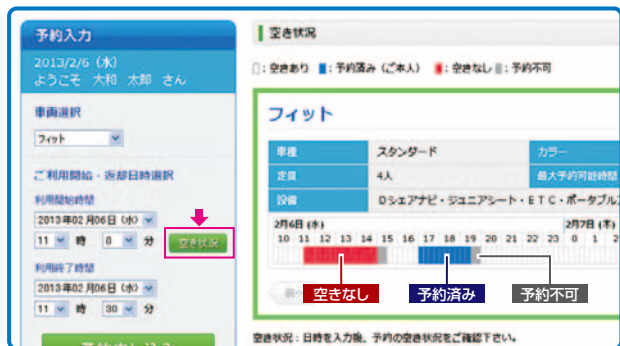 予約入力
2013/2/6 (水)
ようこそ 大和 太郎 さん
車両選択
フィット
ご利用開始・返却日時選択
利用開始時間
2013年02月06日 (水)
11 時 0 分 空き状況
利用終了時間
2013年02月06日 (水)
11 時 30 分
空き状況
:空きあり :予約済み (ご本人) :空きなし :予約不可
フィット
車種 スタンダード カラー
定員 4人 最大予約可能時間
設備 Dシェアナビ・ジュニアシート・ETC・ポータブル
2月6日 (水) 2月7日 (木)
10 11 12 13 14 15 16 17 18 19 20 21 22 23 0 1 2
空きなし 予約済み 予約不可
空き状況:日時を入力後、予約の空き状況をご確認下さい。